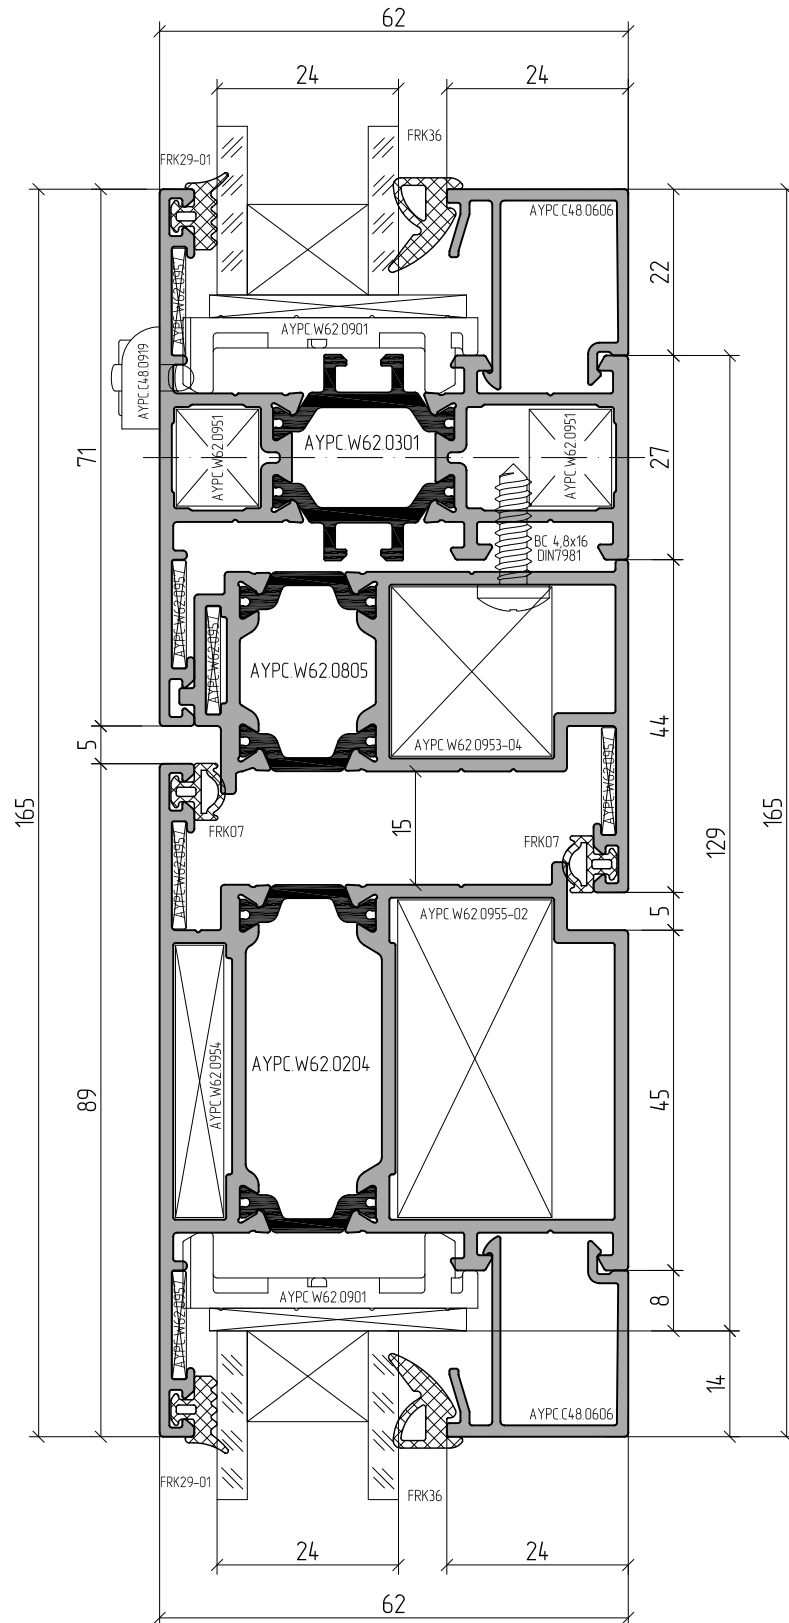 62
24
24
FRK36
FRK29-01
AYPC.C48.0606
AYPC.W62.0957
22
AYPC.W62.0901
AYPC.C48.0919
AYPC.W62.0951
AYPC.W62.0301
AYPC.W62.0951
71
27
BC 4,8x16
DIN7981
AYPC.W62.0957
AYPC.W62.0957
AYPC.W62.0805
44
AYPC.W62.0953-04
5
AYPC.W62.0957
165
FRK07
15
FRK07
129
165
AYPC.W62.0957
AYPC.W62.0955-02
5
AYPC.W62.0954
AYPC.W62.0204
89
45
AYPC.W62.0901
8
AYPC.W62.0957
14
AYPC.C48.0606
FRK29-01
FRK36
24
24
62